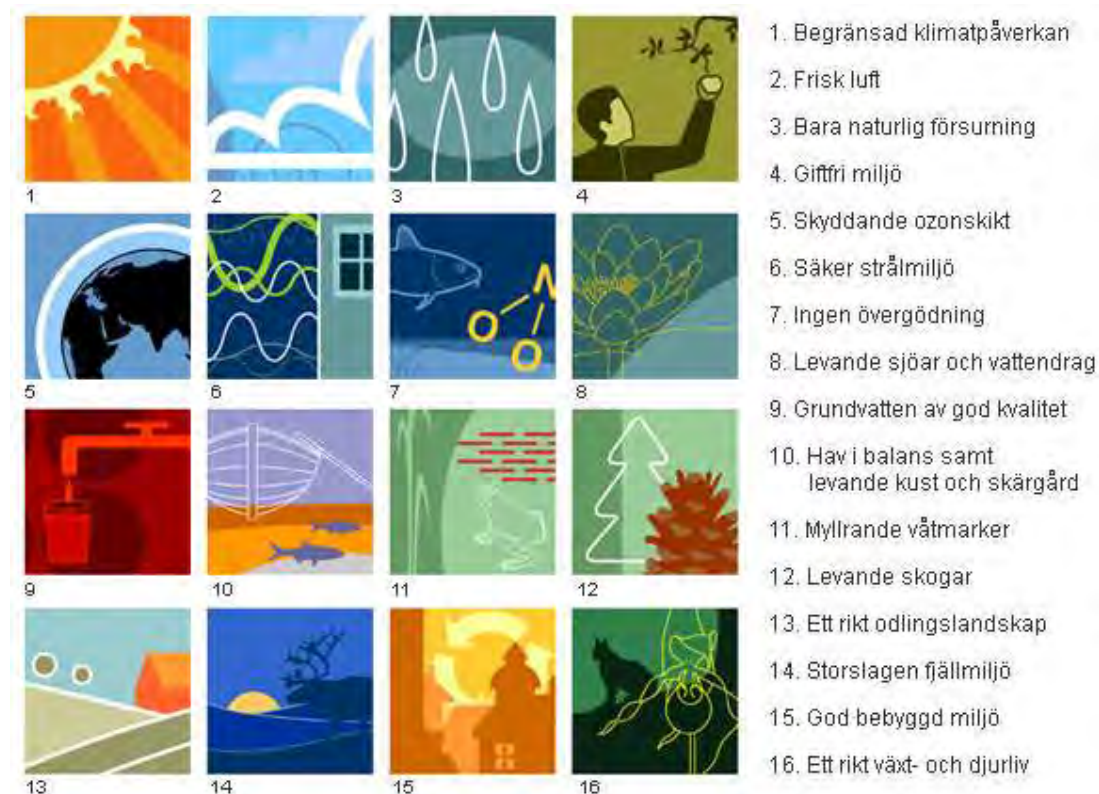 1
2
3
4
5
6
N
O
O
7
8
9
10
11
12
13
14
15
16
1. Begränsad klimatpåverkan
2. Frisk luft
3. Bara naturlig försurning
4. Giftfri miljö
5. Skyddande ozonskikt
6. Säker strålmiljö
7. Ingen övergödning
8. Levande sjöar och vattendrag
9. Grundvatten av god kvalitet
10. Hav i balans samt
levande kust och skärgård
11. Myllrande våtmarker
12. Levande skogar
13. Ett rikt odlingslandskap
14. Storslagen fjällmiljö
15. God bebyggd miljö
16. Ett rikt växt- och djurliv